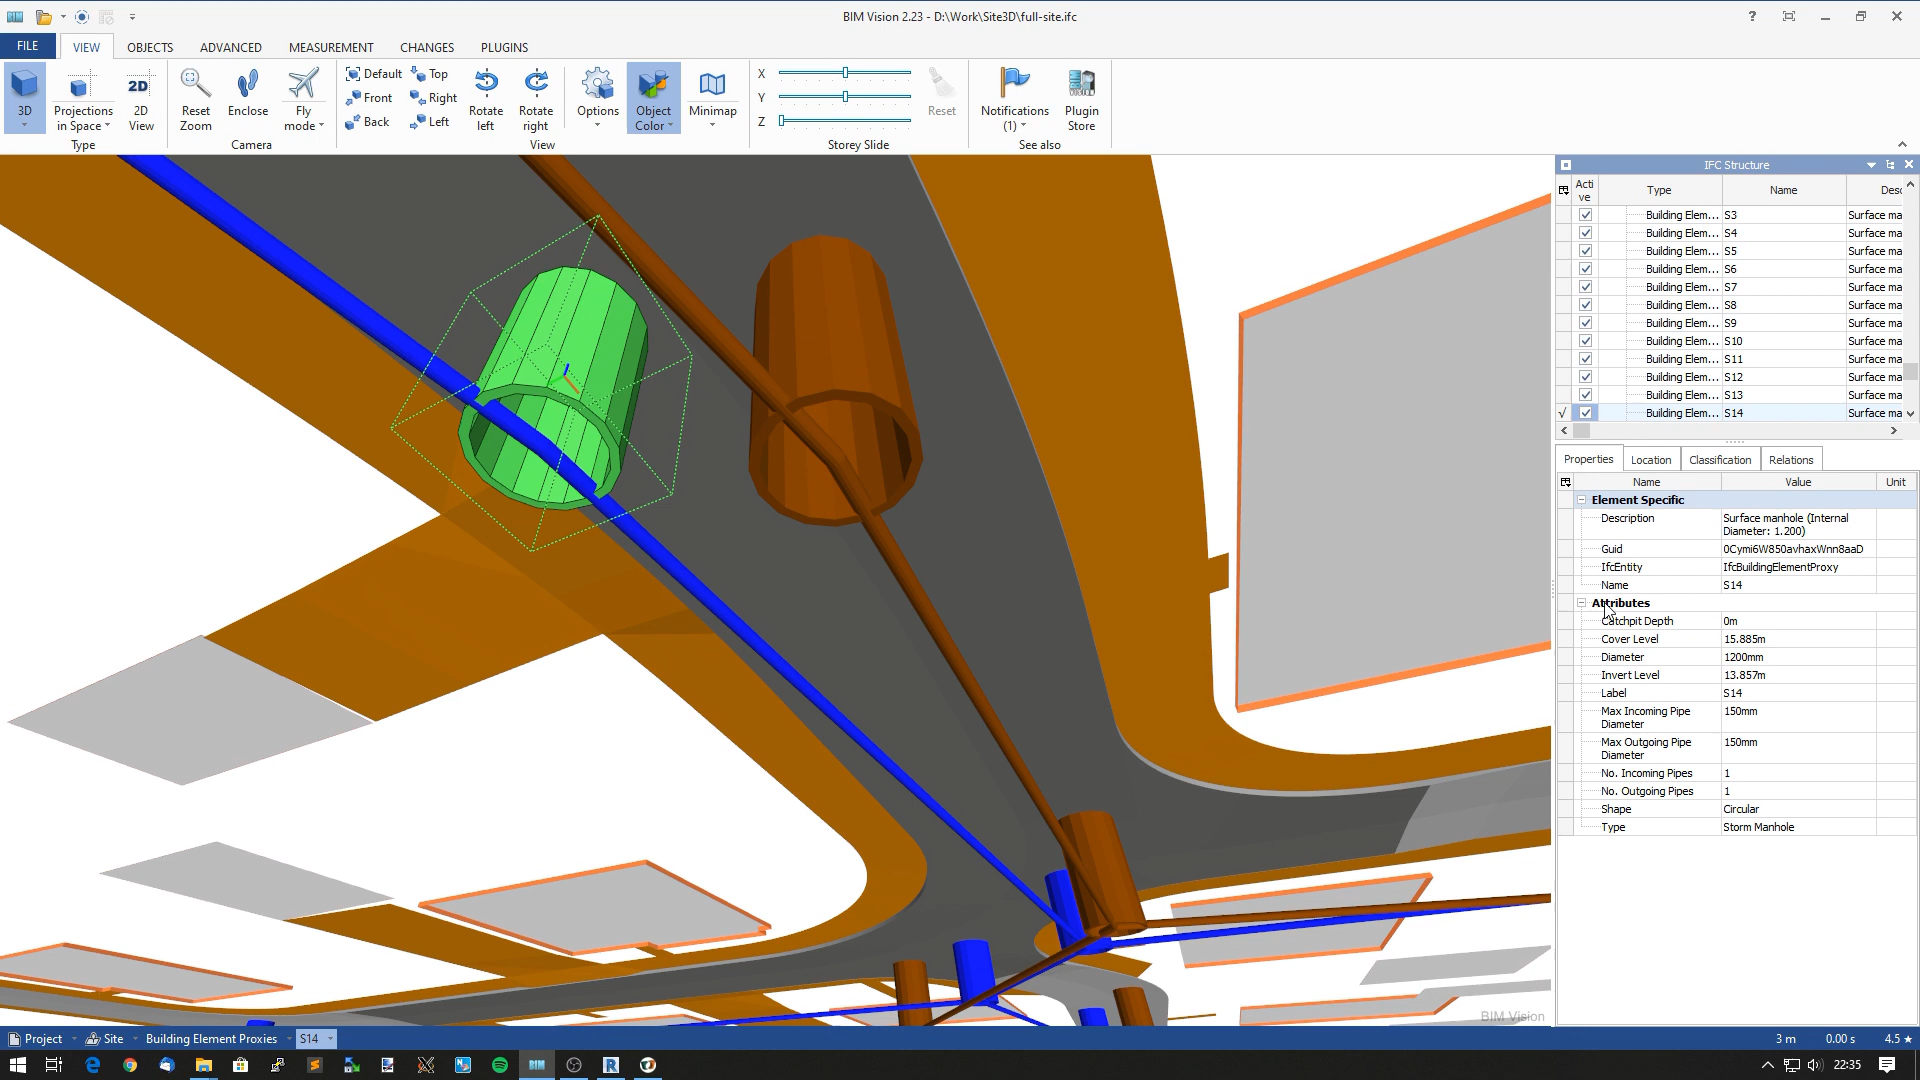 BIM Vision 2.23 - D:\Work\Site3D\full-site.ifc
FILE VIEW OBJECTS ADVANCED MEASUREMENT CHANGES PLUGINS
3D
Projections
in Space
2D
2D
View
Type
Reset
Zoom
Enclose
Fly
mode
Camera
Default Top
Front Right
Back Left
Rotate
left
Rotate
right
Options
Object
Color
Minimap
View
X
Y
Z
Reset
Storey Slide
Notifications
(1)
Plugin
Store
See also
IFC Structure
Acti
ve
Type Name Desc
Building Elem... S3 Surface ma
Building Elem... S4 Surface ma
Building Elem... S5 Surface ma
Building Elem... S6 Surface ma
Building Elem... S7 Surface ma
Building Elem... S8 Surface ma
Building Elem... S9 Surface ma
Building Elem... S10 Surface ma
Building Elem... S11 Surface ma
Building Elem... S12 Surface ma
Building Elem... S13 Surface ma
Building Elem... S14 Surface ma
Properties Location Classification Relations
Name Value Unit
Element Specific
Description Surface manhole (Internal
Diameter: 1.200)
Guid 0Cymi6W850avhaxWnn8aaD
IfcEntity IfcBuildingElementProxy
Name S14
Attributes
Catchpit Depth 0m
Cover Level 15.885m
Diameter 1200mm
Invert Level 13.857m
Label S14
Max Incoming Pipe
Diameter 150mm
Max Outgoing Pipe
Diameter 150mm
No. Incoming Pipes 1
No. Outgoing Pipes 1
Shape Circular
Type Storm Manhole
BIM Vision
Project Site Building Element Proxies S14
3 m 0.00 s 4.5
BIM
22:35